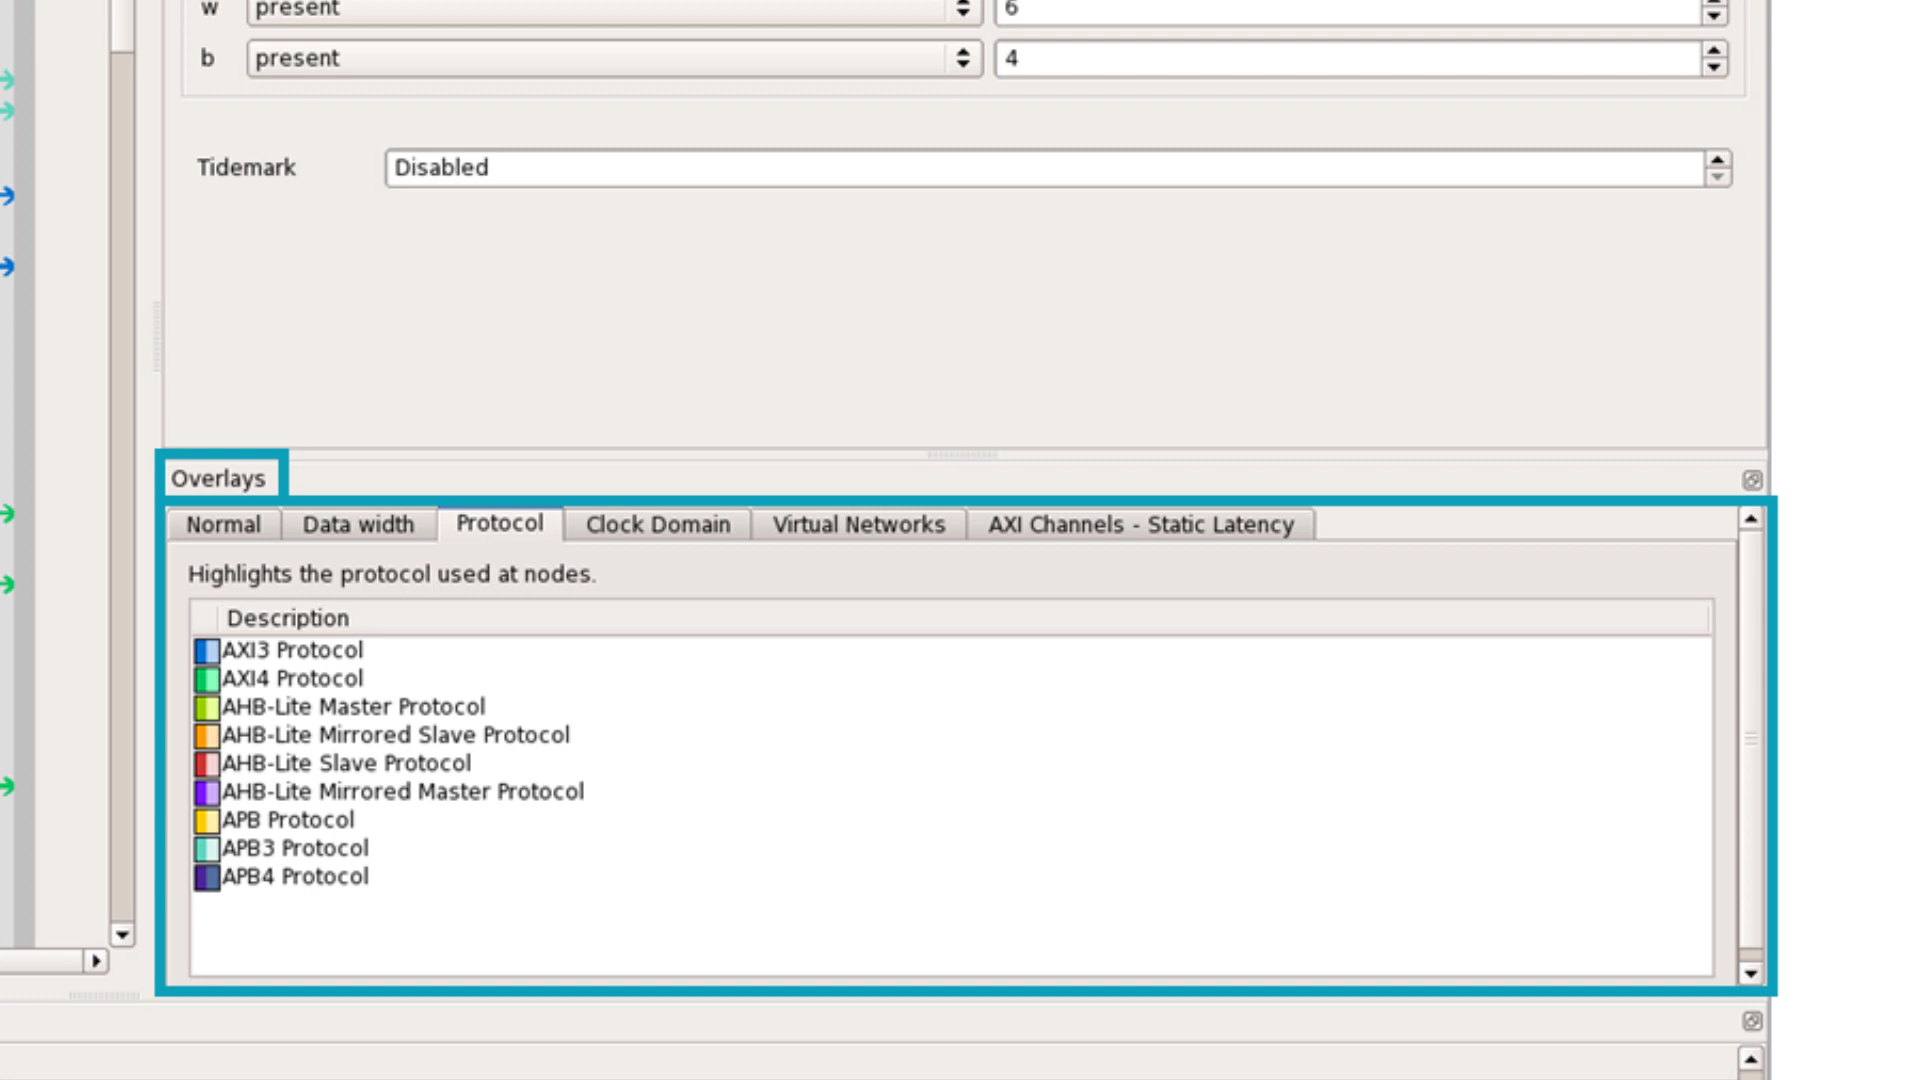 w present 6
b present 4
Tidemark Disabled
Overlays
Normal Data width Protocol Clock Domain Virtual Networks AXI Channels - Static Latency
Highlights the protocol used at nodes.
Description
AXI3 Protocol
AXI4 Protocol
AHB-Lite Master Protocol
AHB-Lite Mirrored Slave Protocol
AHB-Lite Slave Protocol
AHB-Lite Mirrored Master Protocol
APB Protocol
APB3 Protocol
APB4 Protocol